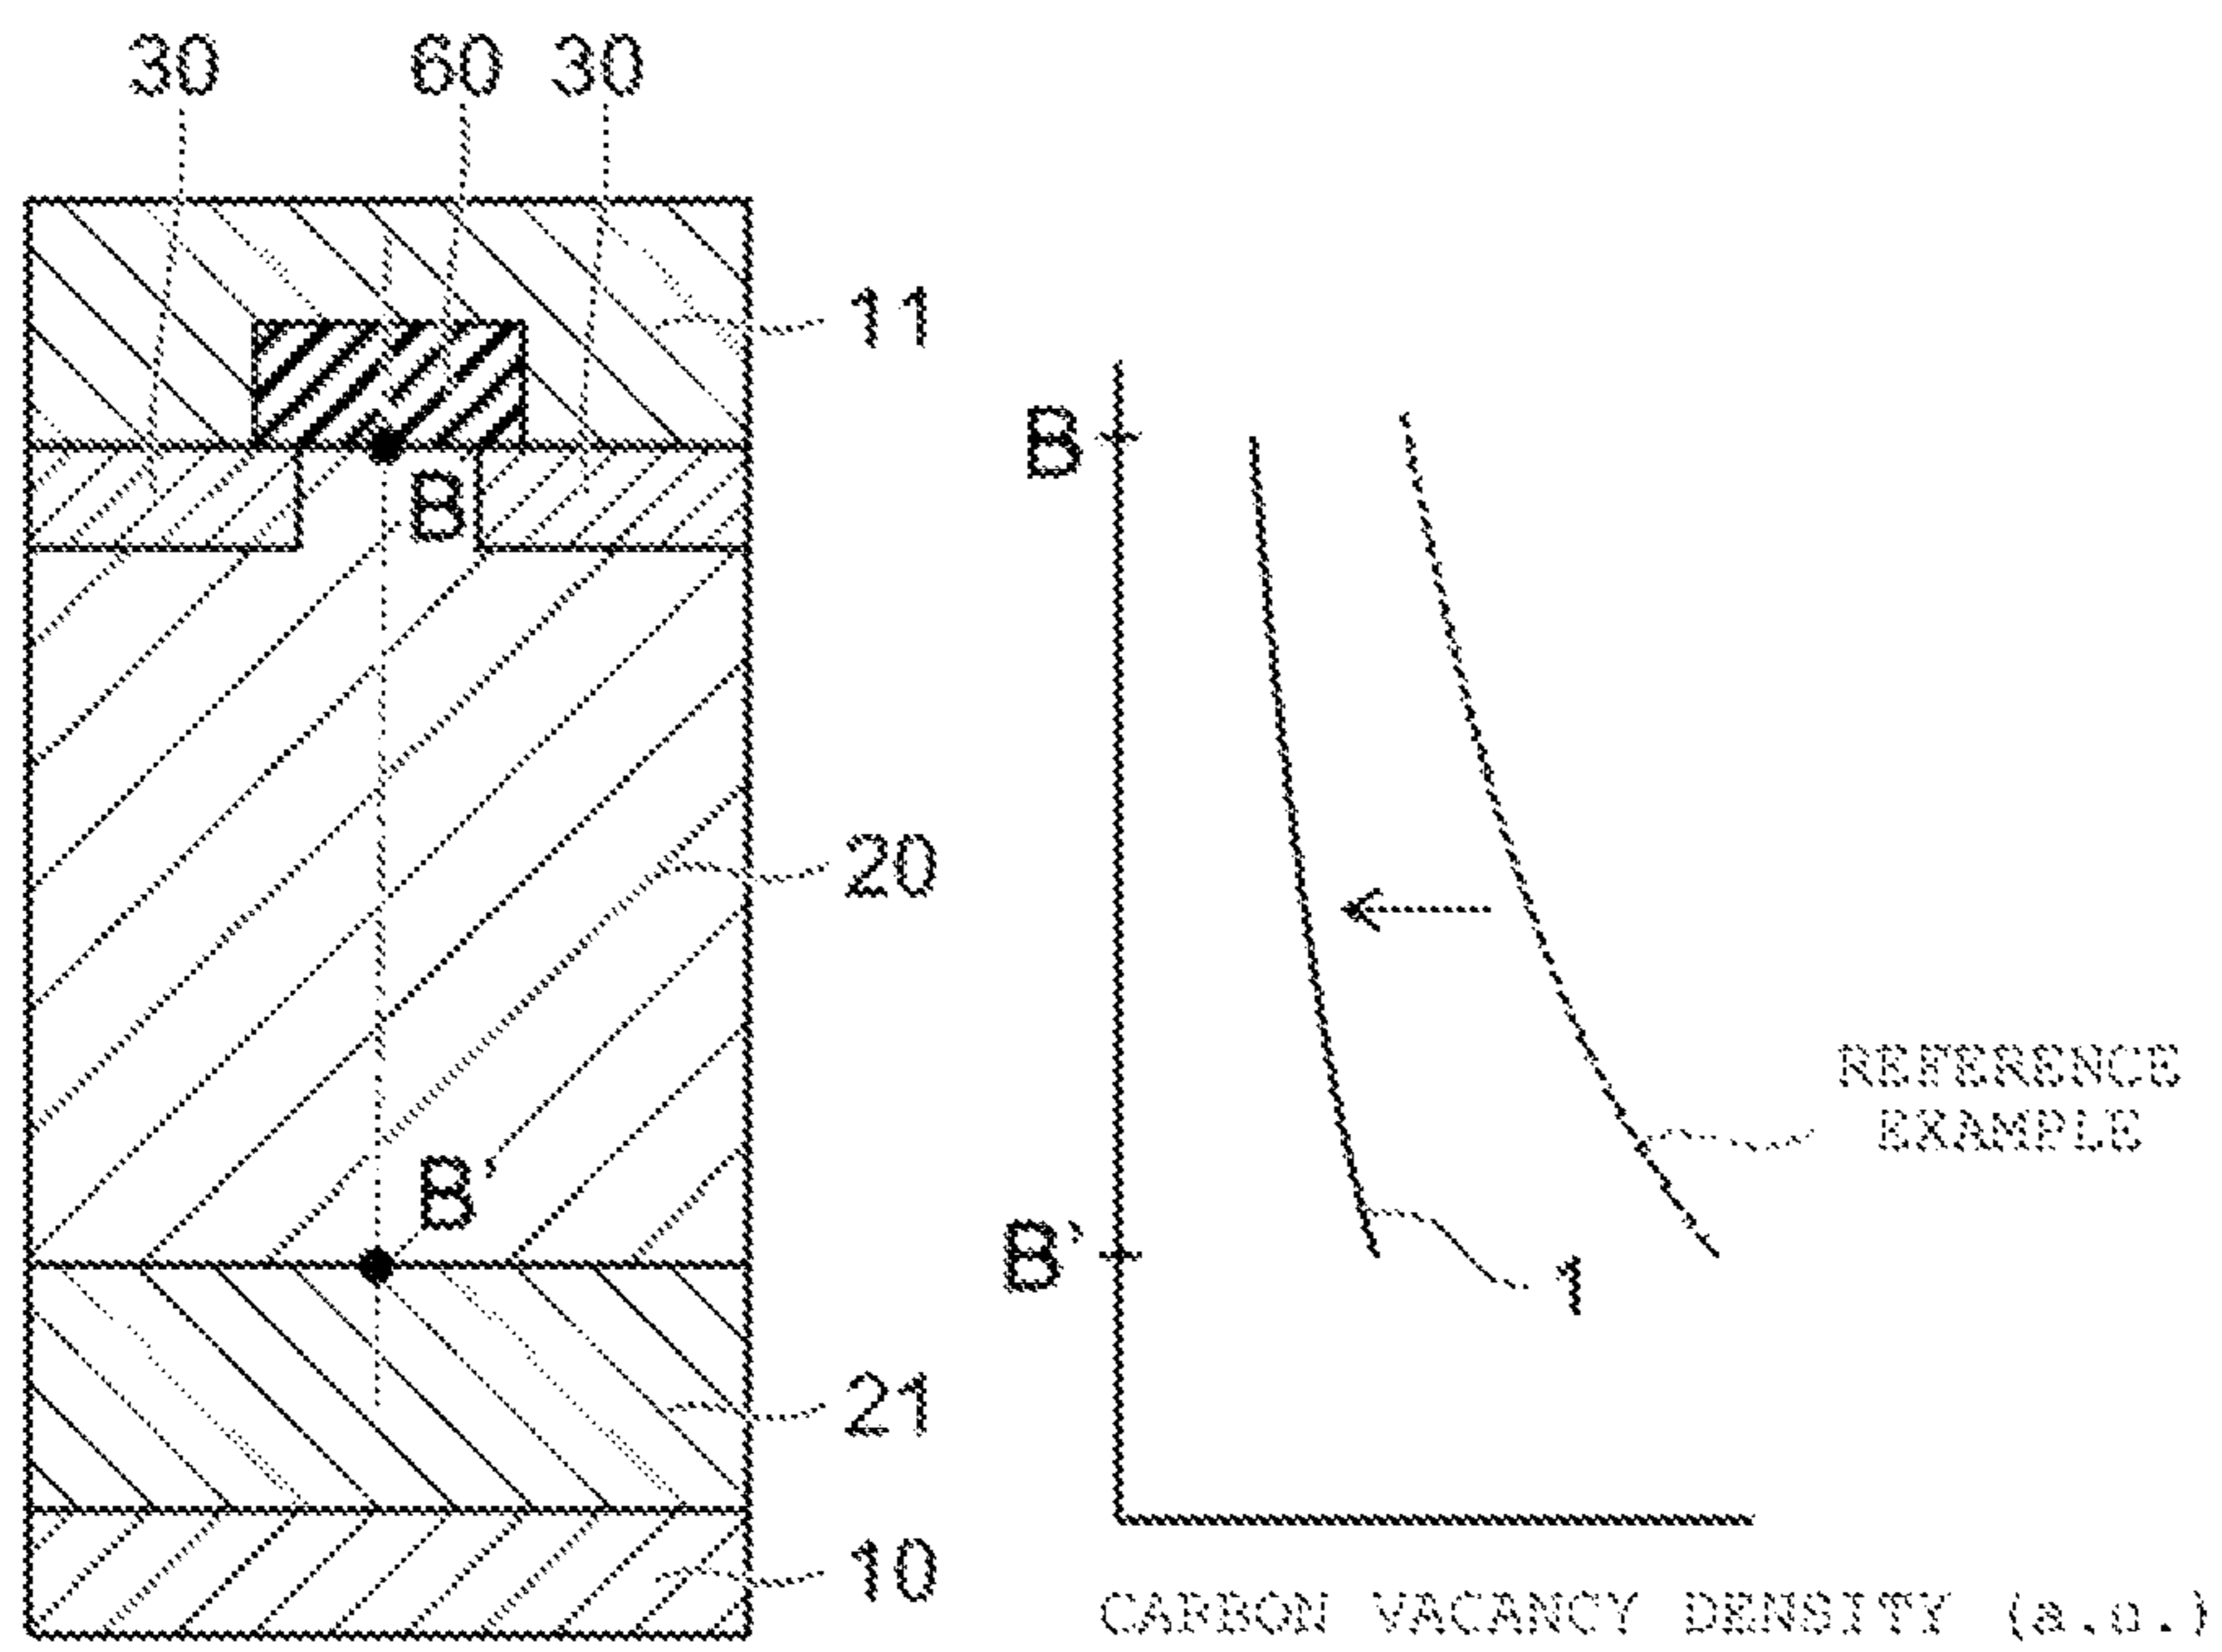 30 60 30
11
B
B
20
REFERENCE
EXAMPLE
B'
B'
1
21
10
CARBON VACANCY DENSITY (a.u.)